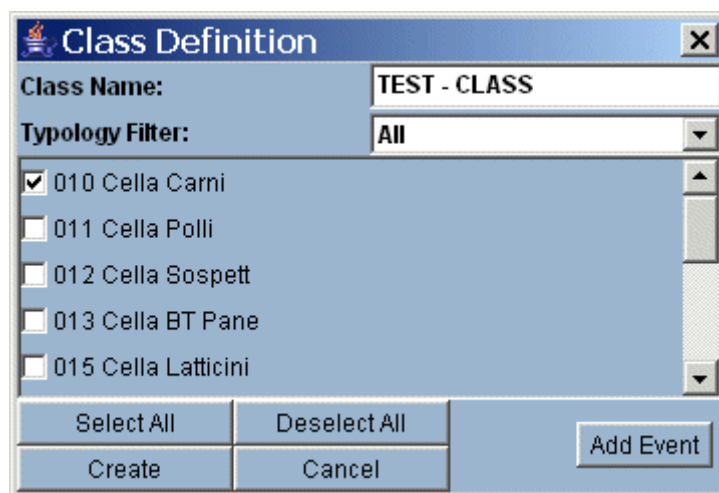 Class Definition
Class Name: TEST - CLASS
Typology Filter: All
010 Cella Carni
011 Cella Polli
012 Cella Sospett
013 Cella BT Pane
015 Cella Latticini
Select All Deselect All
Add Event
Create Cancel